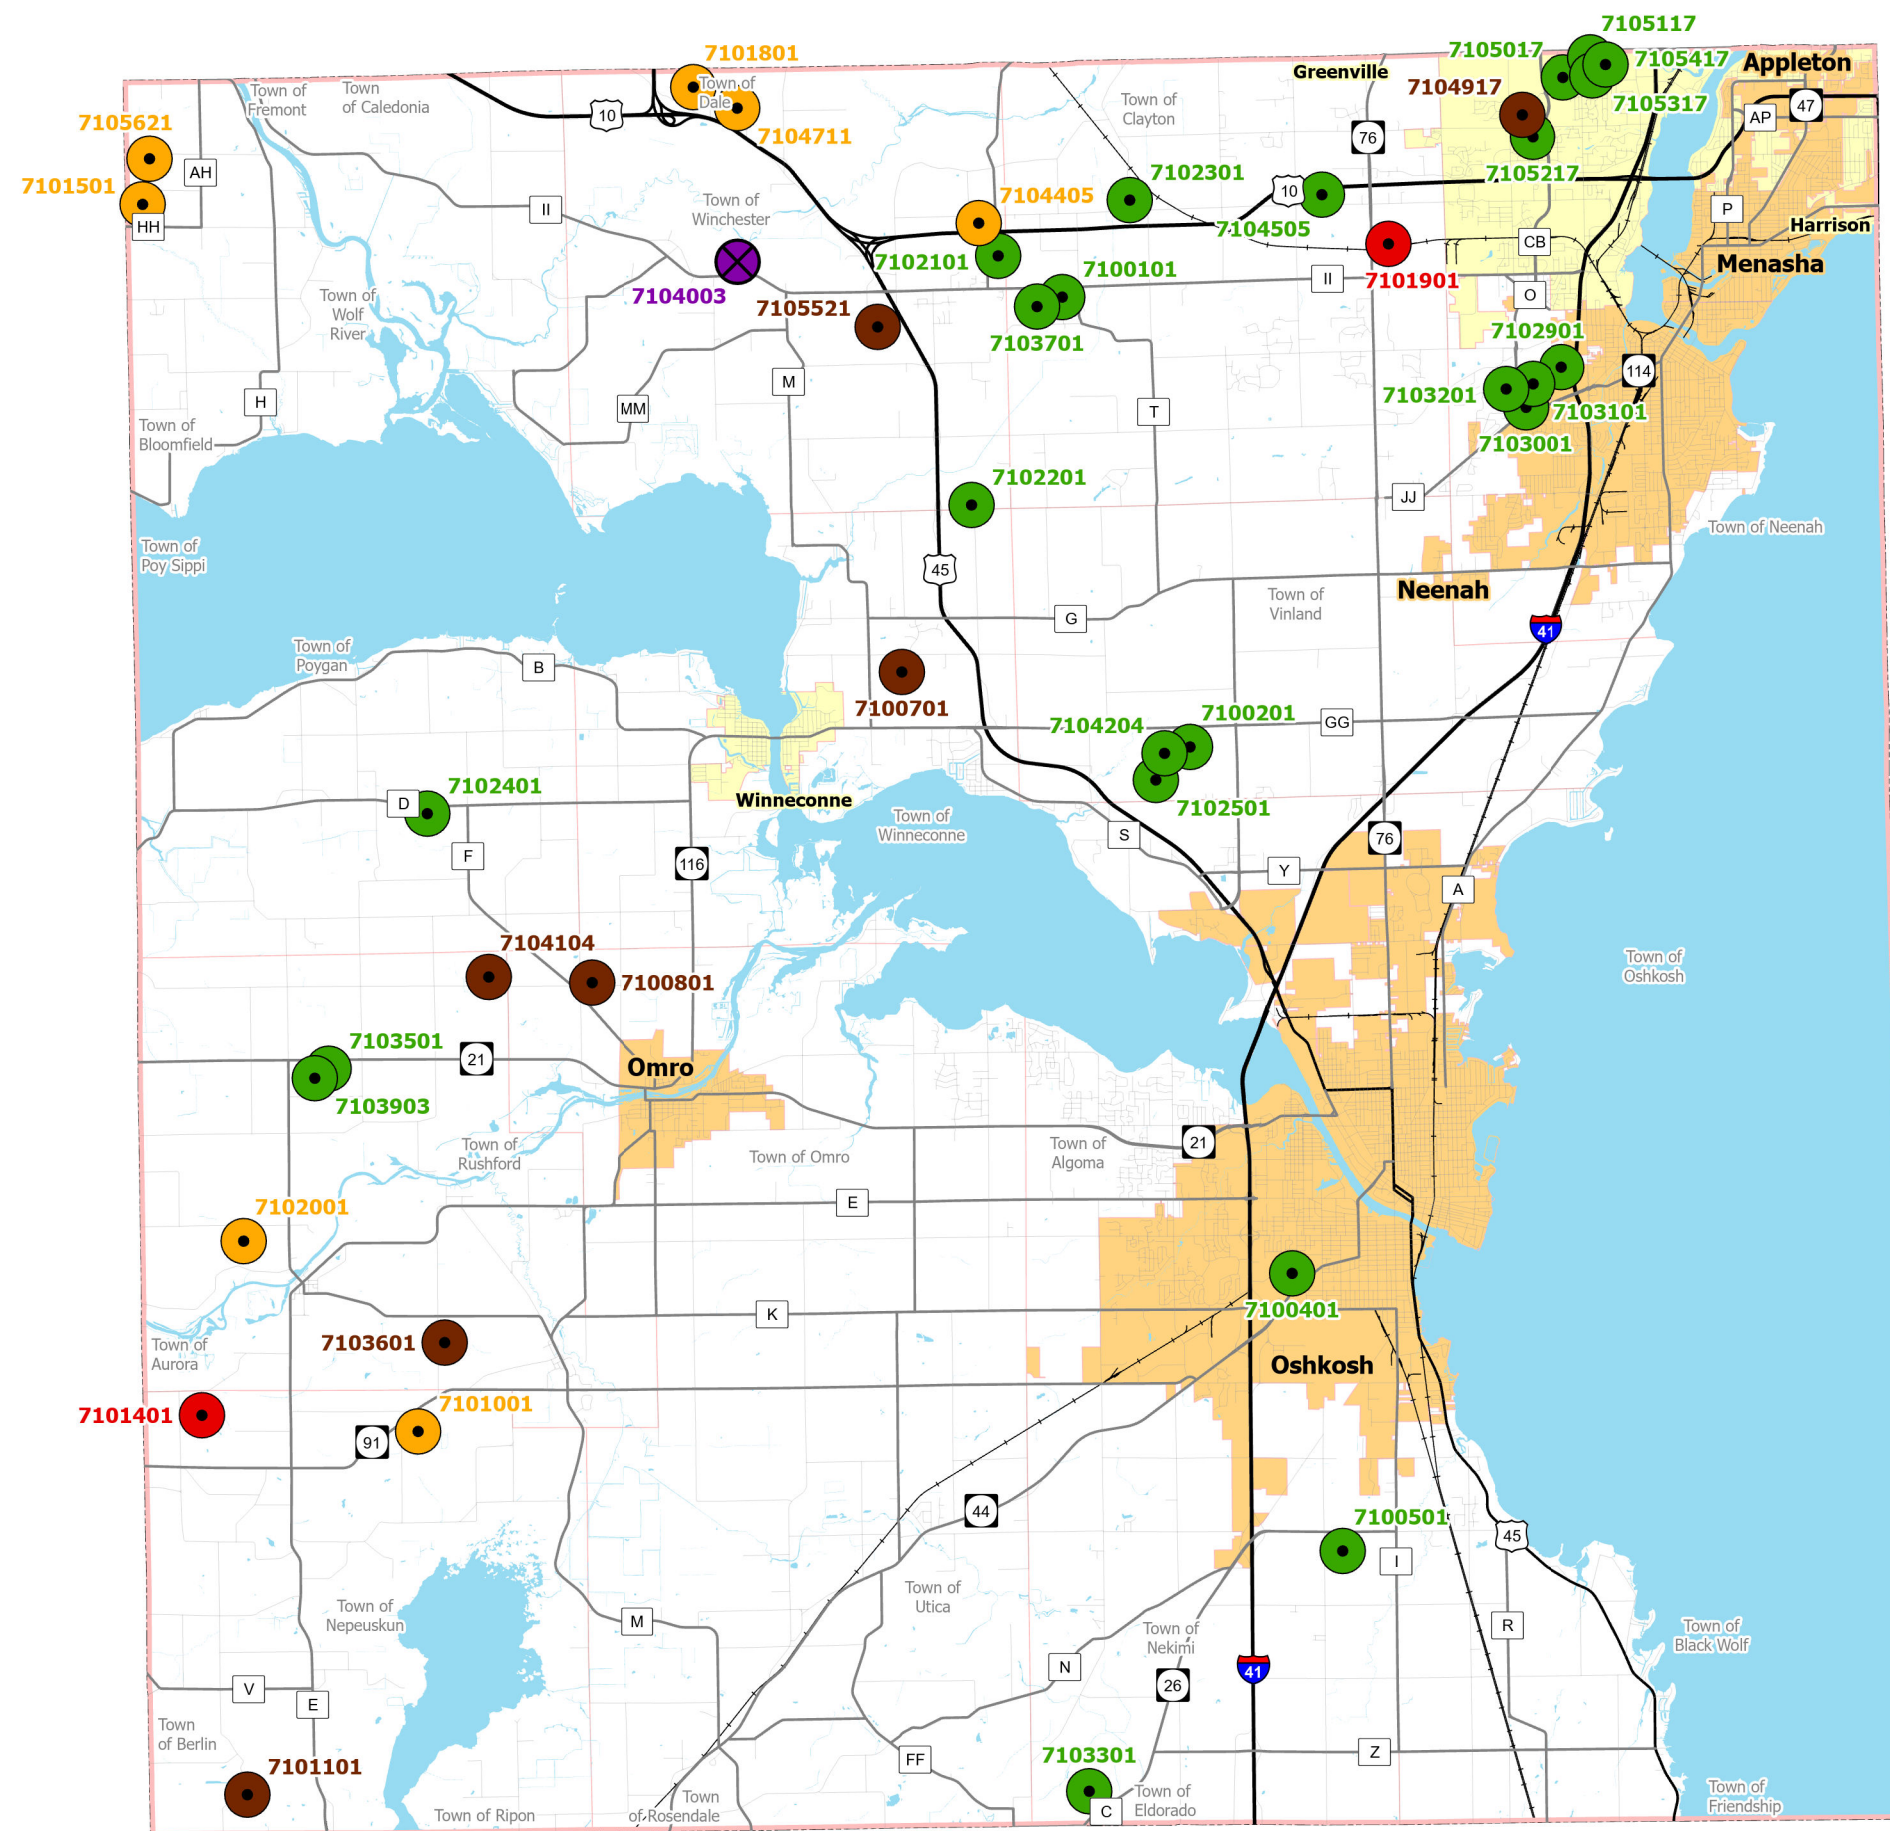 7105117
7101801
7105017
7105417
Appleton
Greenville
Town of
Dale
7104917
Town of
Fremont
Town
of Caledonia
Town of
Clayton
7105317
47
10
AP
7105621
7104711
76
AH
7102301
7105217
7101501
II
Town of
Winchester
7104405
10
P
HH
7104505
Harrison
CB
7102101
Menasha
7100101
7101901
II
7104003
O
Town of
Wolf
River
7105521
7103701
7102901
114
M
7103201
H
MM
T
7103101
Town of
Bloomfield
7103001
7102201
JJ
Town of Neenah
Town of
Poy Sippi
45
Neenah
Town of
Vinland
G
41
Town of
Poygan
B
7100701
7104204
7100201
GG
7102401
Winneconne
D
7102501
Town of
Winneconne
S
76
F
116
Y
A
7104104
Town of
Oshkosh
7100801
7103501
21
Omro
7103903
Town of
Rushford
Town of Omro
Town of
Algoma
21
7102001
E
K
7100401
7103601
Town of
Aurora
Oshkosh
7101401
7101001
91
44
7100501
45
I
Town of
Nepeuskun
Town of
Utica
M
R
Town of
Nekimi
Town of
Black Wolf
N
41
26
V
E
Town
of Berlin
7103301
Z
FF
7101101
Town of Ripon
Town
of Rosendale
C
Town of
Eldorado
Town of
Friendship